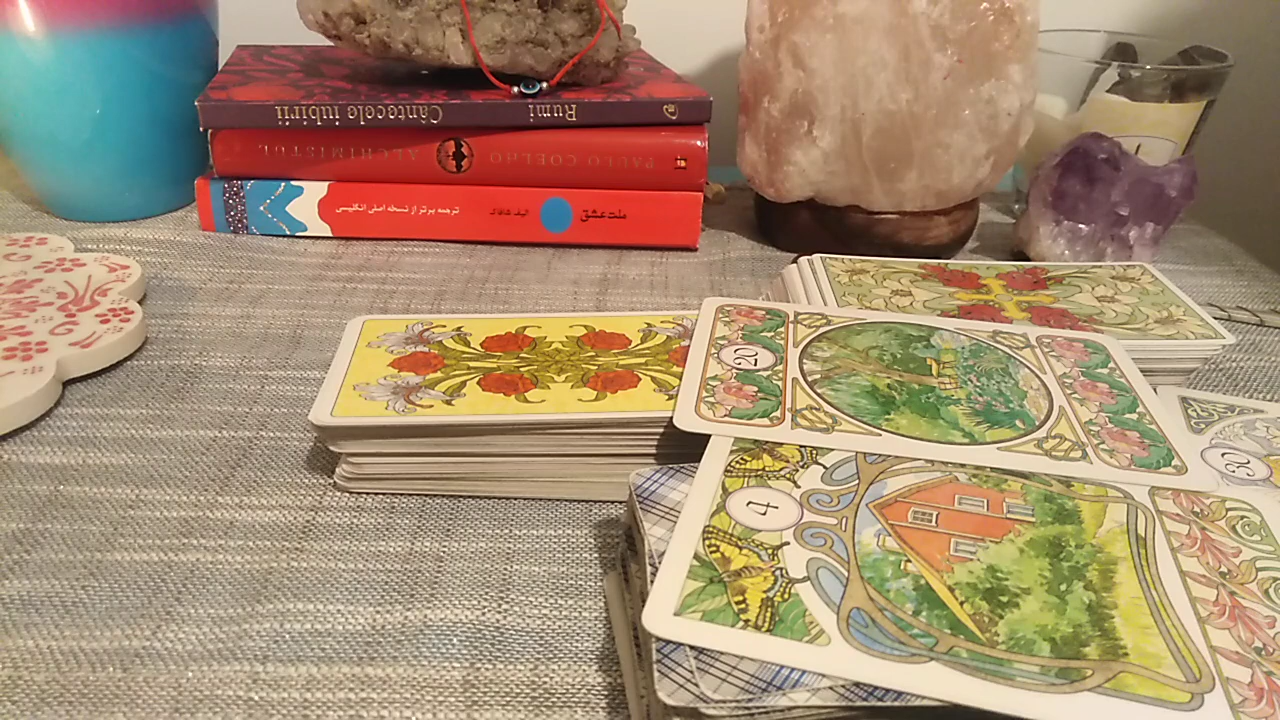 Rumi Cântecele iubirii
PAULO COELHO ALCHIMISTUL
ملت عشق الیف شافاک ترجمه برتر از نسخه اصلی انگلیسی
20
30
4